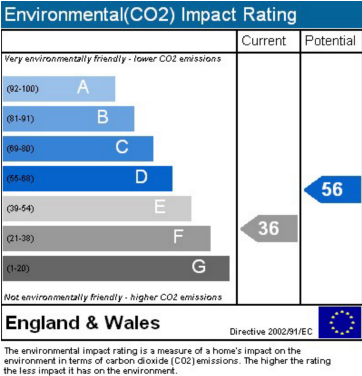 Environmental(CO2) Impact Rating
Current Potential
Very environmentally friendly - lower CO2 emissions
(92-100) A
(81-91) B
(69-80) C
(55-68) D
56
(39-54) E
(21-38) F
36
(1-20) G
Not environmentally friendly - higher CO2 emissions
England & Wales
Directive 2002/91/EC
The environmental impact rating is a measure of a home's impact on the
environment in terms of carbon dioxide (CO2) emissions. The higher the rating
the less impact it has on the environment.